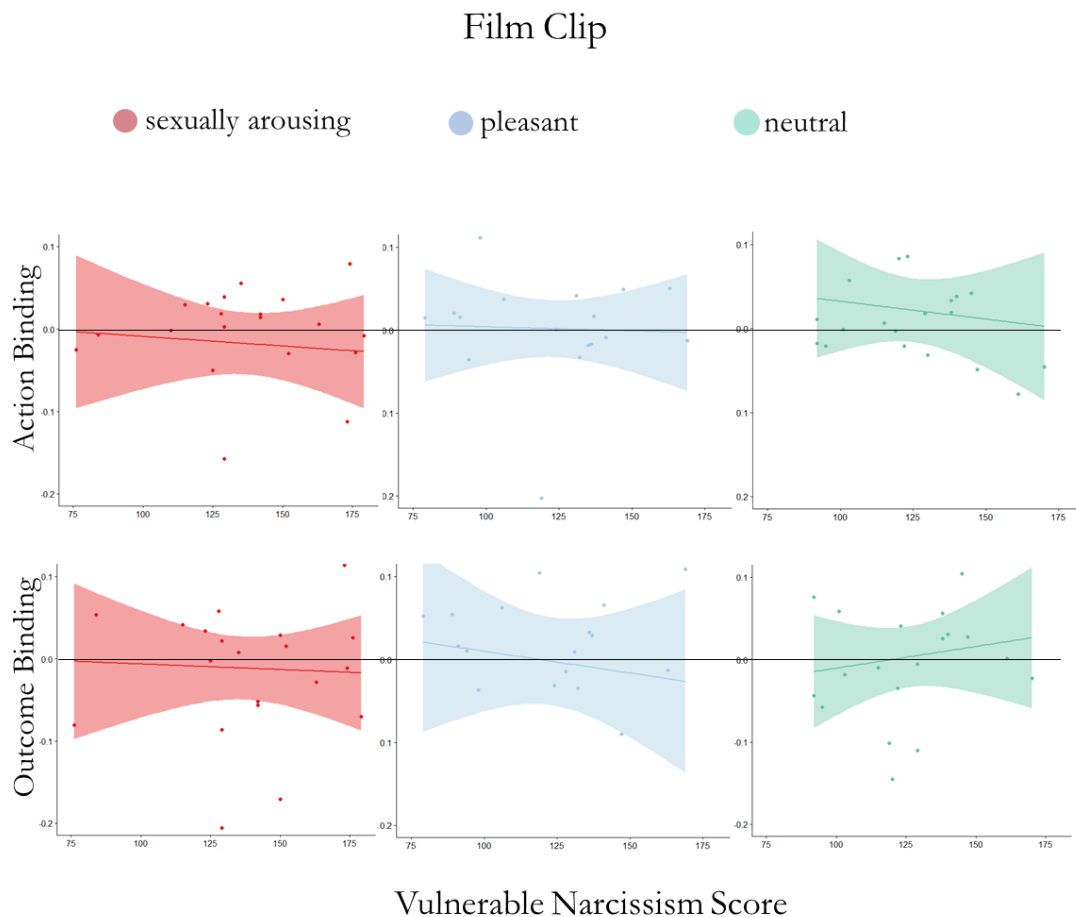 Film Clip
sexually arousing
pleasant
neutral
Action Binding
0.1
0.0
-0.1
-0.2
75 100 125 150 175
0.1
0.0
0.1
0.2
75 100 125 150 175
0.1
0.0
0.1
0.2
75 100 125 150 175
Outcome Binding
0.1
0.0
-0.1
-0.2
75 100 125 150 175
0.1
0.0
-0.1
-0.2
75 100 125 150 175
0.1
0.0
-0.1
-0.2
75 100 125 150 175
Vulnerable Narcissism Score